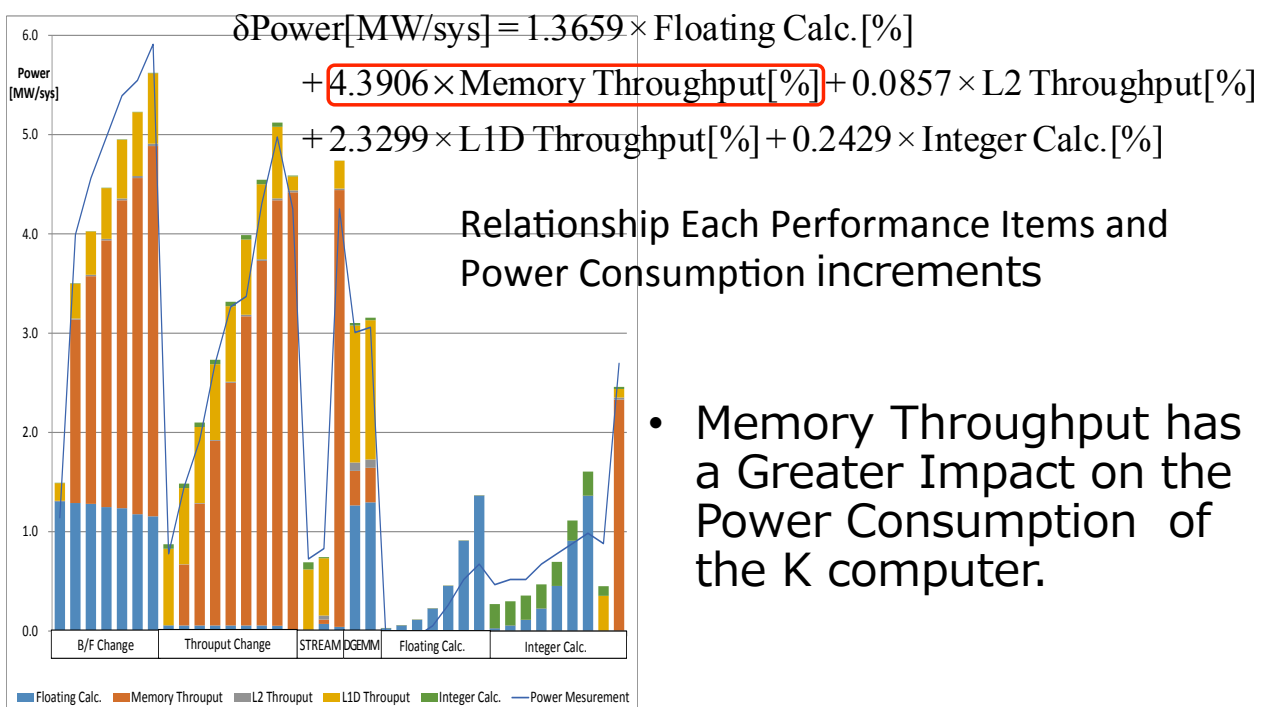 δPower[MW/sys] = 1.3659 × Floating Calc.[%]
+ 4.3906 × Memory Throughput[%] + 0.0857 × L2 Throughput[%]
+ 2.3299 × L1D Throughput[%] + 0.2429 × Integer Calc.[%]
Relationship Each Performance Items and
Power Consumption increments
• Memory Throughput has
a Greater Impact on the
Power Consumption of
the K computer.
6.0
Power
[MW/sys]
5.0
4.0
3.0
2.0
1.0
0.0
B/F Change Throuput Change STREAM DGEMM Floating Calc. Integer Calc.
Floating Calc. Memory Throuput L2 Throuput L1D Throuput Integer Calc. Power Mesurement